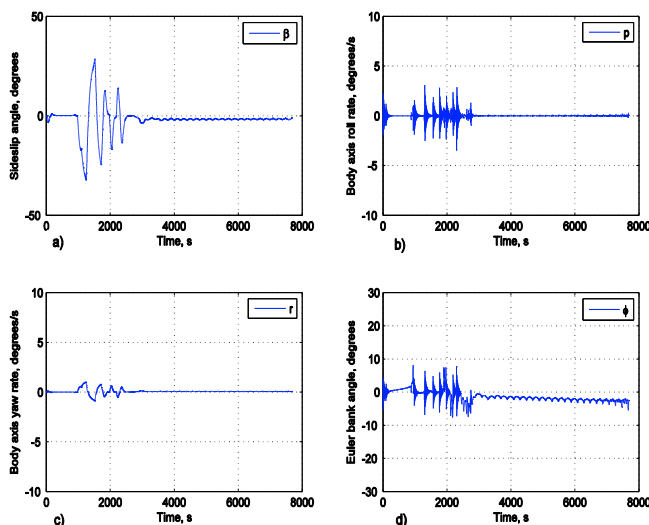 50
β
Sideslip angle, degrees
0
-50
0
2000
4000
6000
8000
a)
Time, s
10
p
Body axis roll rate, degrees/s
5
0
-5
-10
0
2000
4000
6000
8000
b)
Time, s
10
r
Body axis yaw rate, degrees/s
5
0
-5
-10
0
2000
4000
6000
8000
c)
Time, s
30
ϕ
Euler bank angle, degrees
20
10
0
-10
-20
-30
0
2000
4000
6000
8000
d)
Time, s